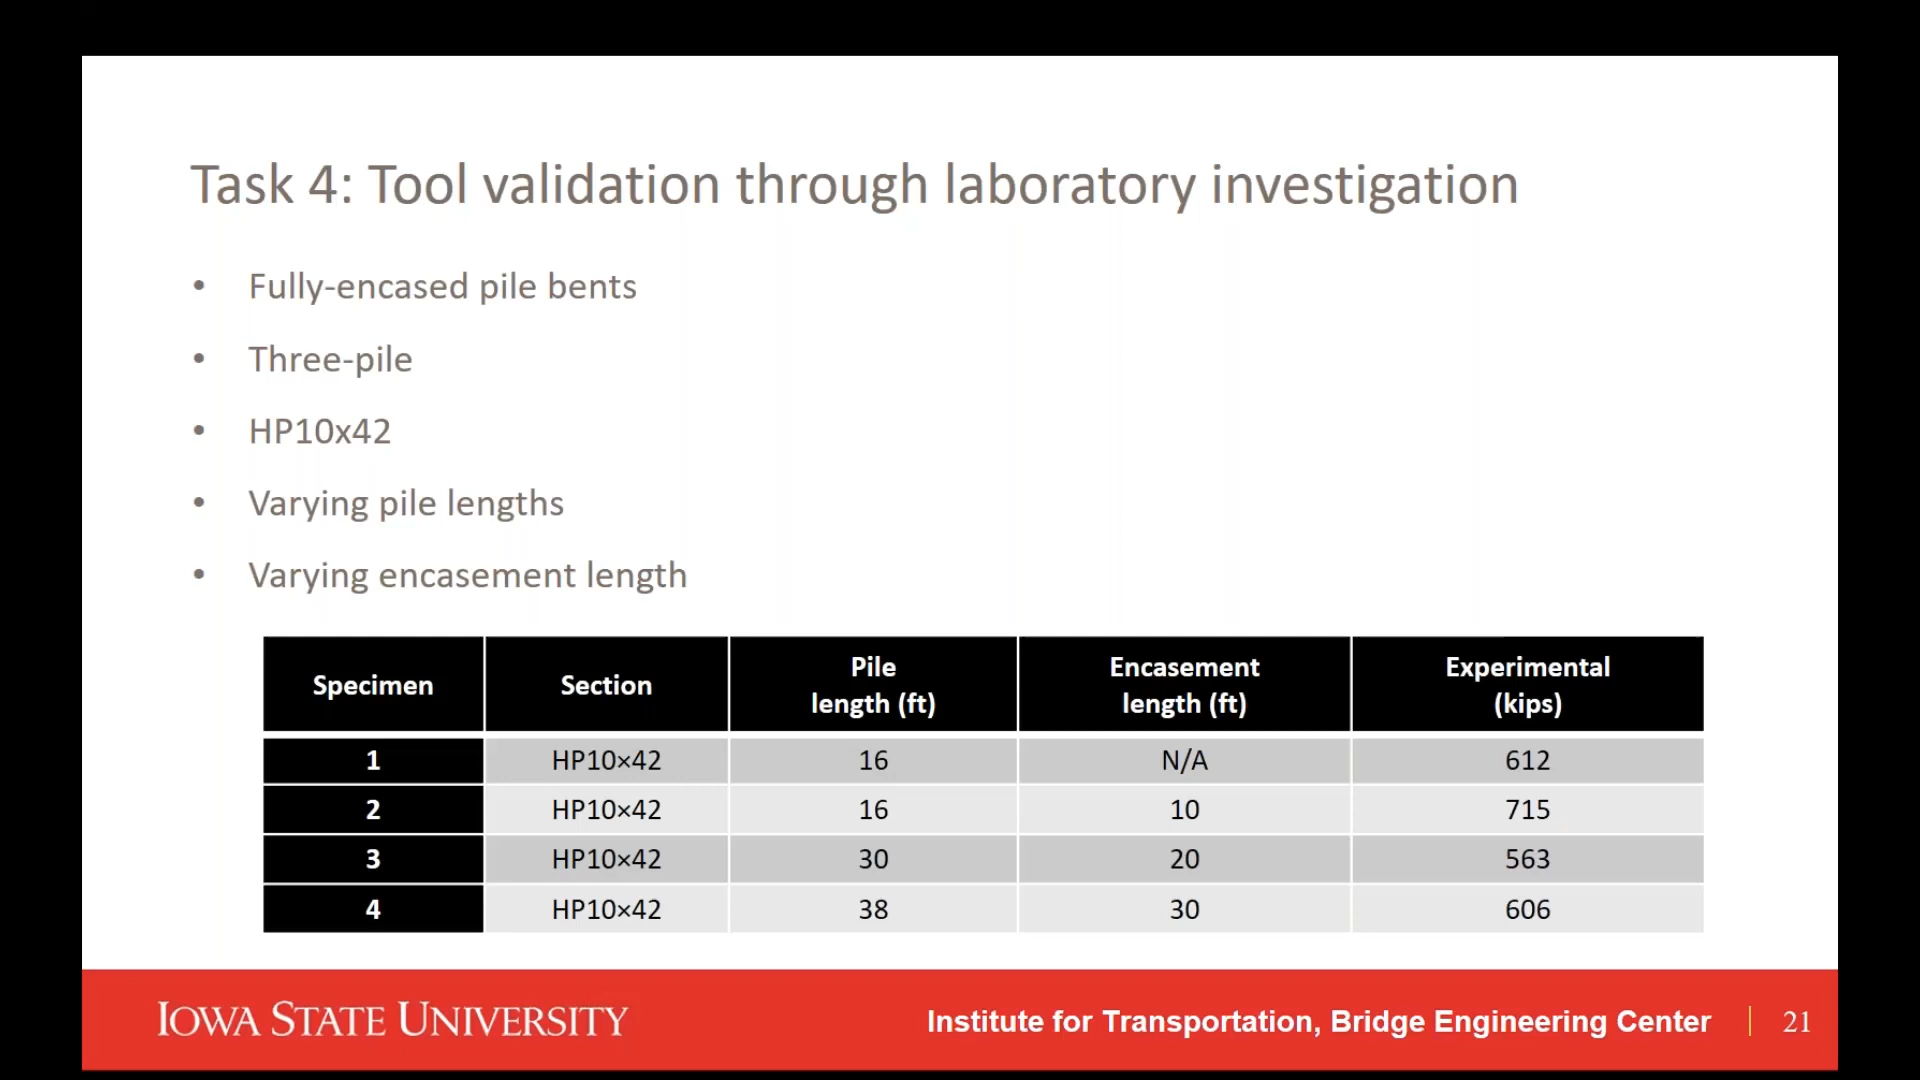 Task 4: Tool validation through laboratory investigation
• Fully-encased pile bents
• Three-pile
• HP10x42
• Varying pile lengths
• Varying encasement length
Specimen Section Pile length (ft) Encasement length (ft) Experimental (kips)
1 HP10×42 16 N/A 612
2 HP10×42 16 10 715
3 HP10×42 30 20 563
4 HP10×42 38 30 606
IOWA STATE UNIVERSITY
Institute for Transportation, Bridge Engineering Center | 21